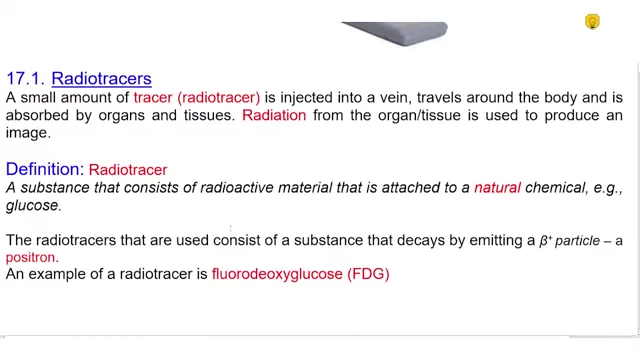 17.1. Radiotracers
A small amount of tracer (radiotracer) is injected into a vein, travels around the body and is
absorbed by organs and tissues. Radiation from the organ/tissue is used to produce an
image.
Definition: Radiotracer
A substance that consists of radioactive material that is attached to a natural chemical, e.g.,
glucose.
The radiotracers that are used consist of a substance that decays by emitting a β⁺ particle – a
positron.
An example of a radiotracer is fluorodeoxyglucose (FDG)